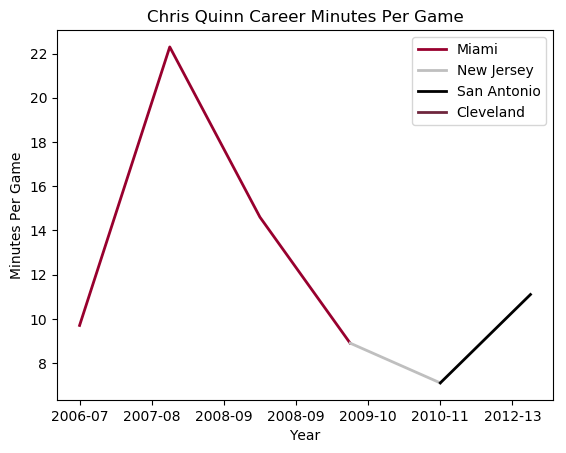 Chris Quinn Career Minutes Per Game
Miami
New Jersey
San Antonio
Cleveland
Minutes Per Game
22
20
18
16
14
12
10
8
2006-07 2007-08 2008-09 2008-09 2009-10 2010-11 2012-13
Year